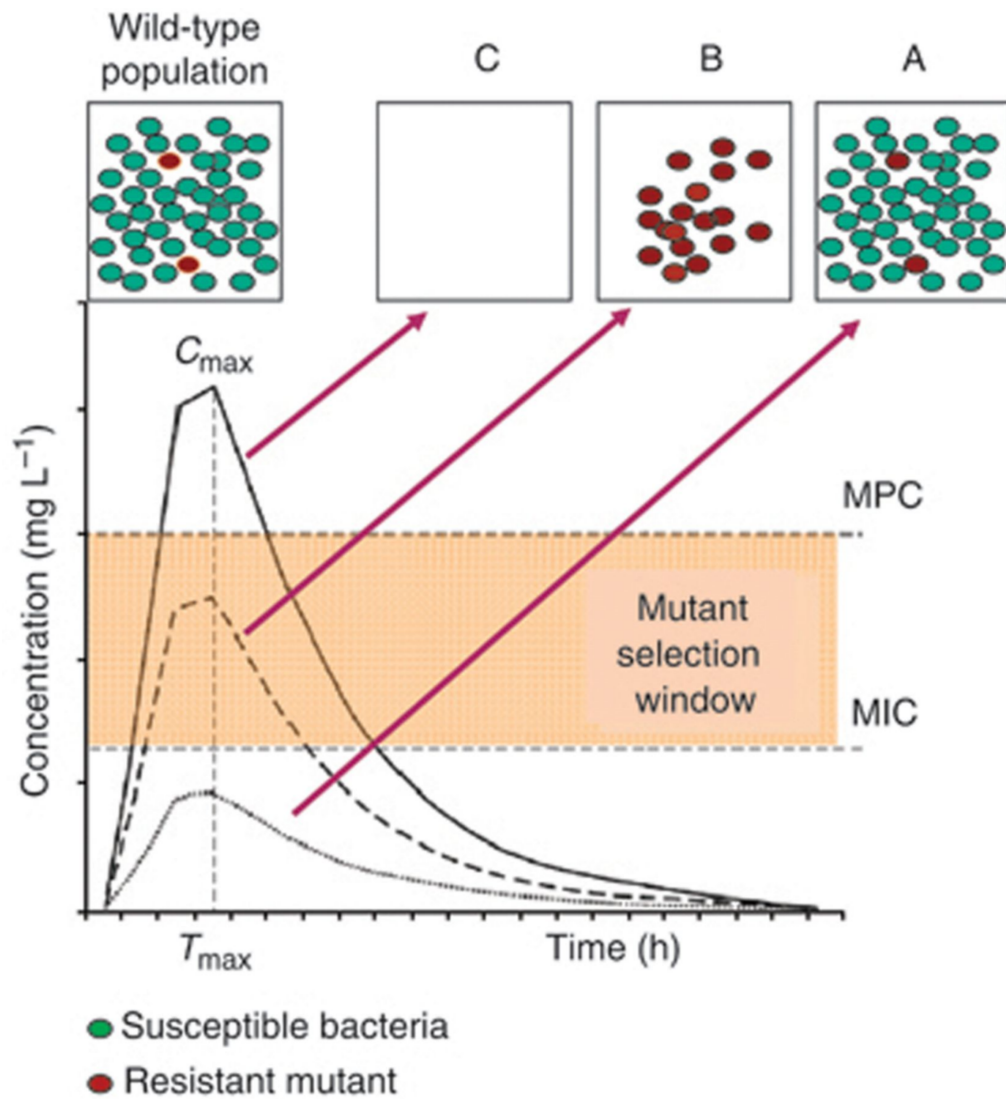 Wild-type
population
C
B
A
Cmax
MPC
Mutant
selection
window
MIC
Concentration (mg L−1)
Tmax
Time (h)
Susceptible bacteria
Resistant mutant